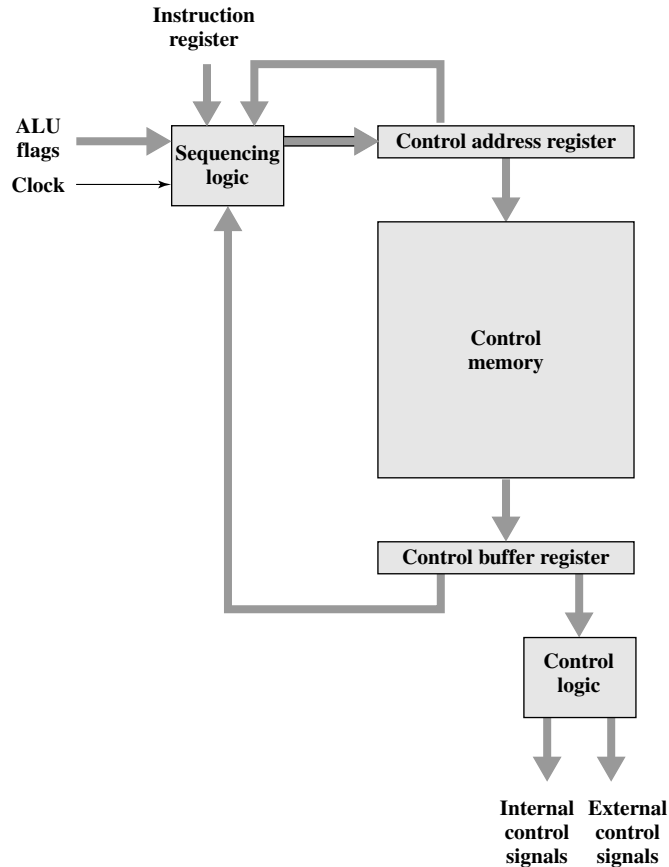 Instruction
register
ALU
flags
Clock
Sequencing
logic
Control address register
Control
memory
Control buffer register
Control
logic
Internal
control
signals
External
control
signals